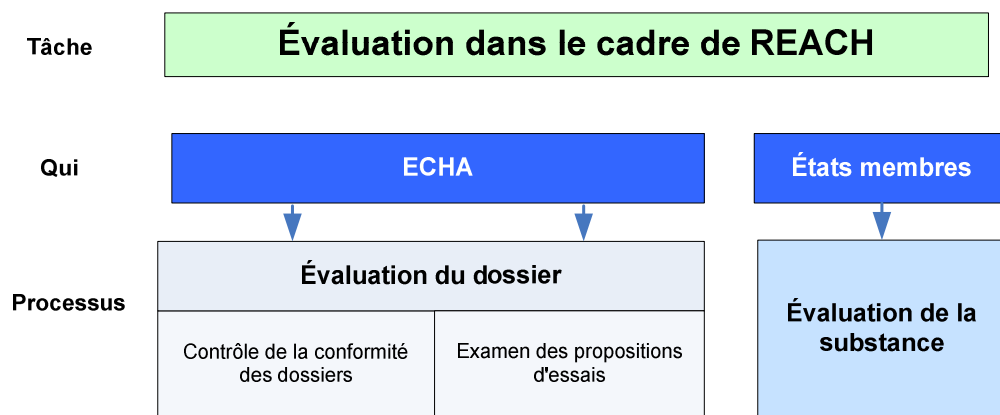 Tâche
Évaluation dans le cadre de REACH
Qui
ECHA
États membres
Processus
Évaluation du dossier
Contrôle de la conformité
des dossiers
Examen des propositions
d'essais
Évaluation de la
substance